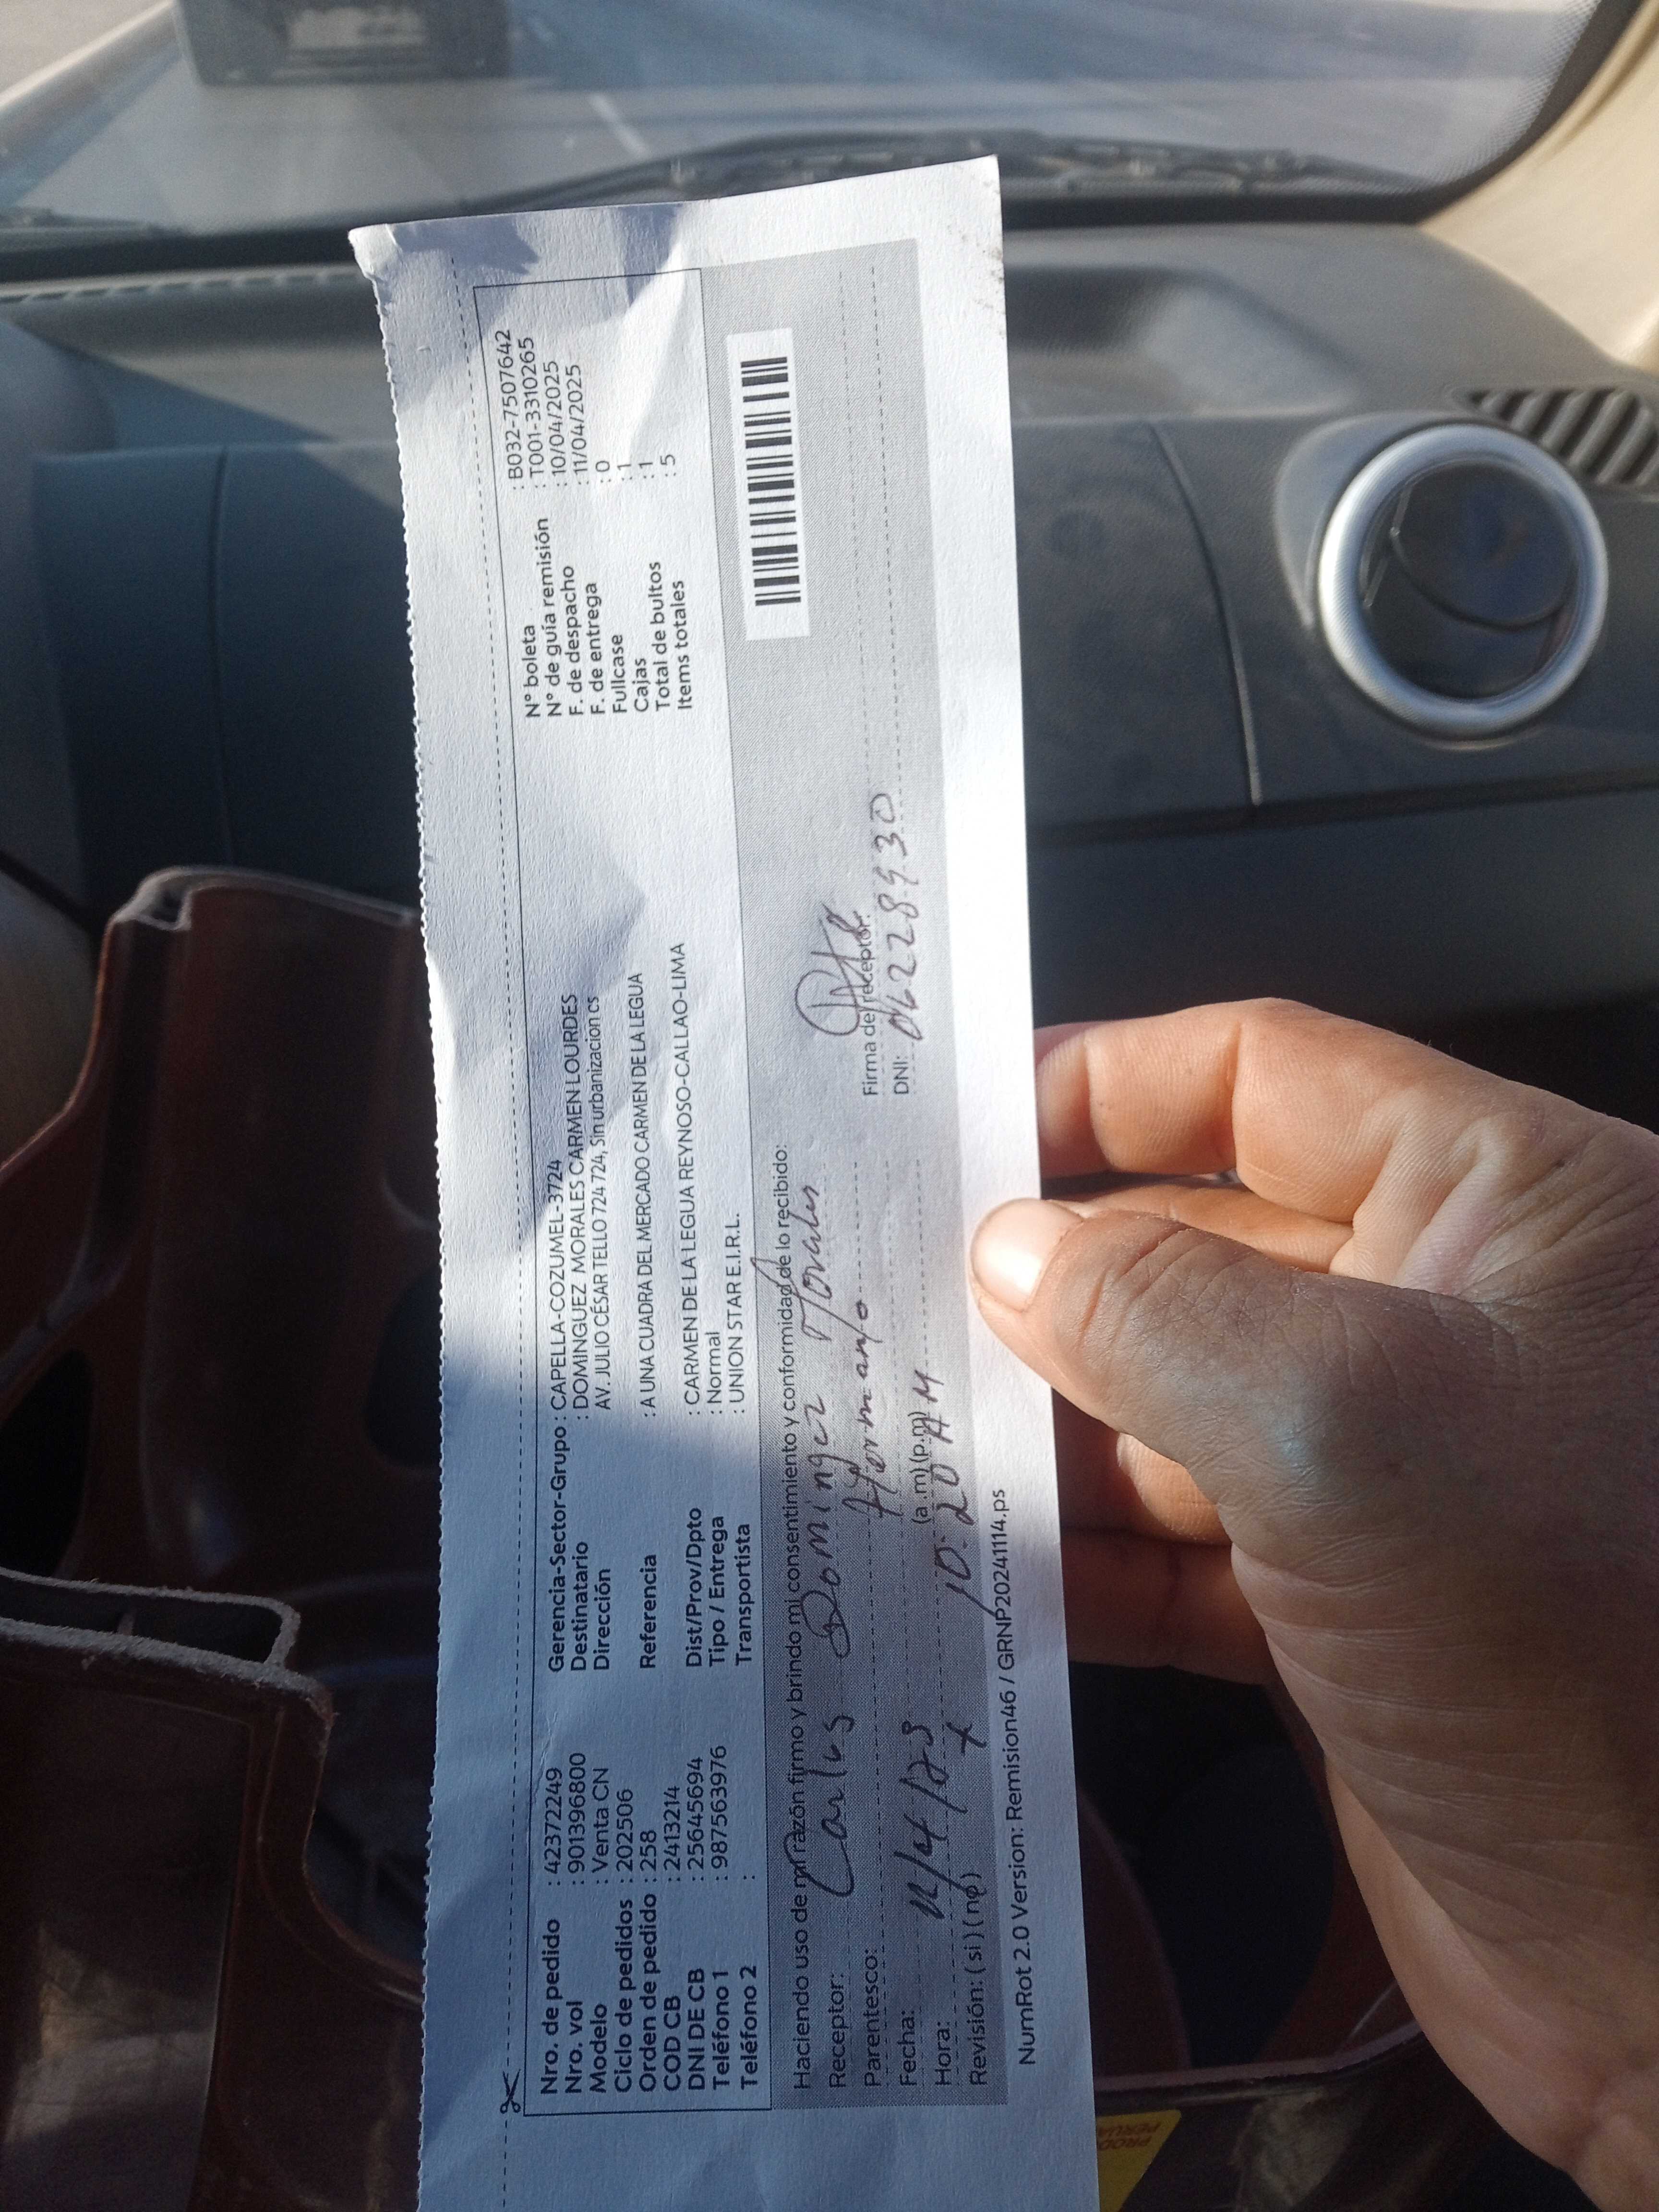 Nro. de pedido : 42372249
Nro. vol : 901396800
Modelo : Venta CN
Ciclo de pedidos : 202506
Orden de pedido : 258
COD CB : 2413214
DNI DE CB : 25645694
Teléfono 1 : 987563976
Teléfono 2 :
Gerencia-Sector-Grupo : CAPELLA-COZUMEL-3724
Destinatario : DOMINGUEZ MORALES CARMEN LOURDES
Dirección AV. JULIO CÉSAR TELLO 724 724, Sin urbanizacion cs
Referencia : A UNA CUADRA DEL MERCADO CARMEN DE LA LEGUA
Dist/Prov/Dpto : CARMEN DE LA LEGUA REYNOSO-CALLAO-LIMA
Tipo / Entrega : Normal
Transportista : UNION STAR E.I.R.L.
N° boleta : B032-7507642
N° de guía remisión : T001-3310265
F. de despacho : 10/04/2025
F. de entrega : 11/04/2025
Fullcase : 0
Cajas : 1
Total de bultos : 1
Items totales : 5
Haciendo uso de mi razón firmo y brindo mi consentimiento y conformidad de lo recibido:
Receptor: Carlos Dominguez Morales
Parentesco: Hermano
Fecha: /4/25
Hora: (a.m) (p.m) 10:20 AM
Revisión: ( si ) ( no ) x
Firma de receptor:
DNI: 06228930
NumRot 2.0 Version: Remision46 / GRNP20241114.ps